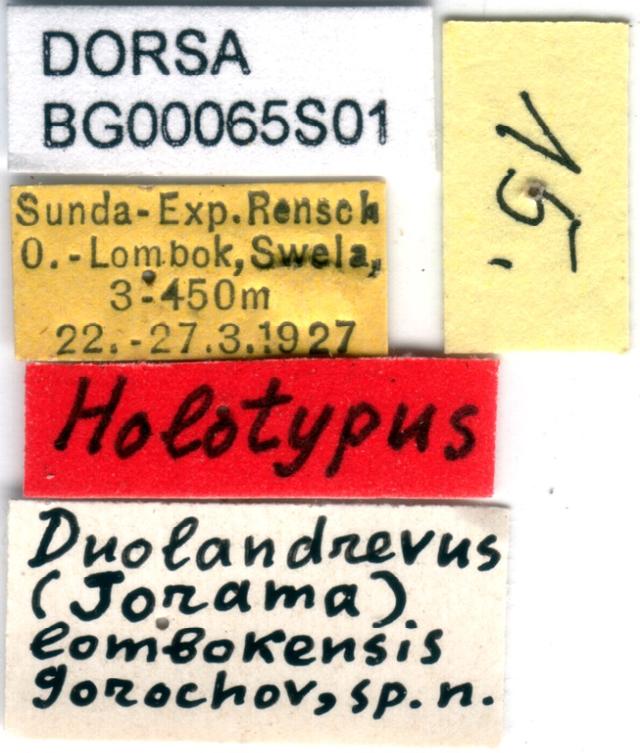 DORSA
BG00065S01
15.
Sunda-Exp. Rensch
O.-Lombok, Swela,
3-450m
22.-27.3.1927
Holotypus
Duolandrevus
(Jorama)
lombokensis
gorochov, sp. n.